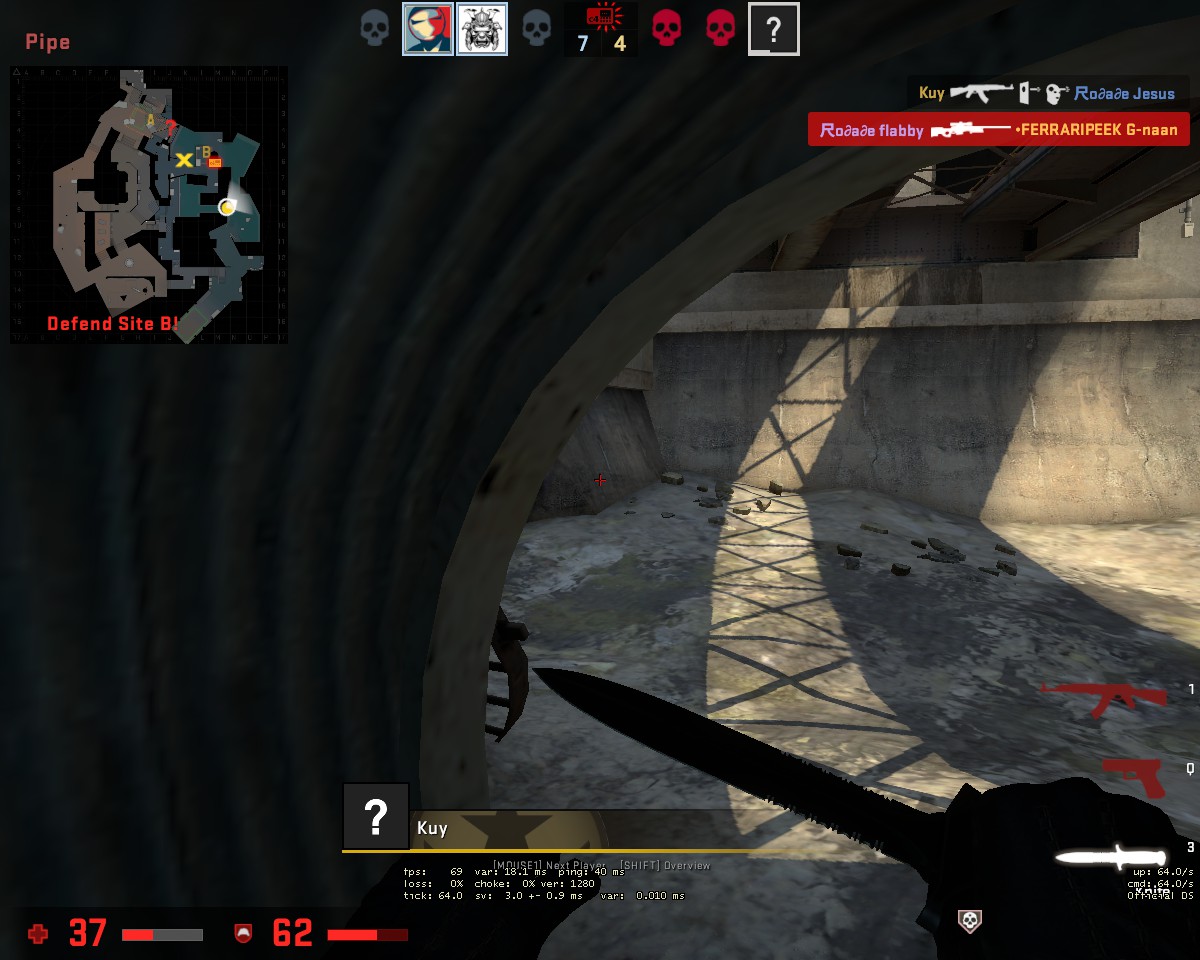 Pipe
7 4
?
Kuy Rodade Jesus
Rodade flabby •FERRARIPEEK G-naan
A
?
B
Defend Site B!
1
Q
3
?
Kuy
[MOUSE1] Next Player [SHIFT] Overview
fps: 69 var: 18.1 ms ping: 40 ms
loss: 0% choke: 0% ver: 1280
tick: 64.0 sv: 3.0 +- 0.9 ms var: 0.010 ms
up: 64.0/s
cmd: 64.0/s
Knife
Official DS
37
62